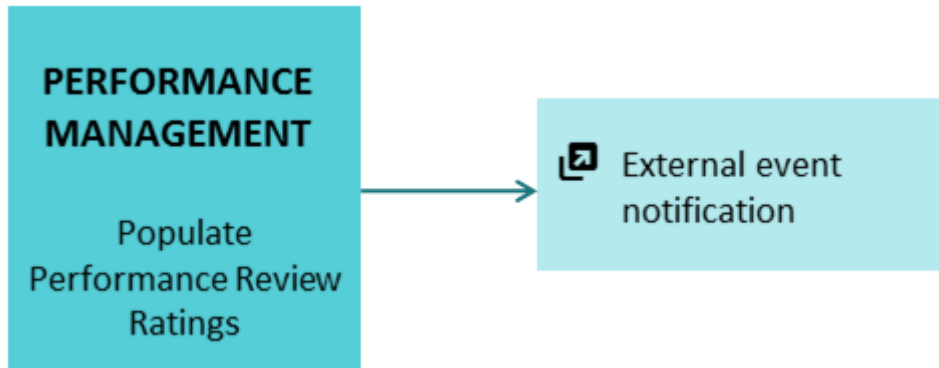 PERFORMANCE
MANAGEMENT
Populate
Performance Review
Ratings
External event
notification